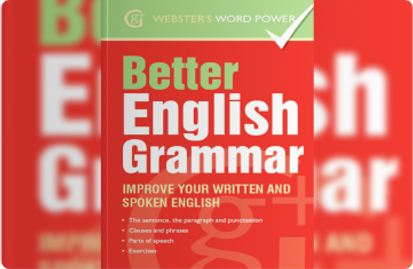 WEBSTER'S WORD POWER
Better
English
Grammar
IMPROVE YOUR WRITTEN AND
SPOKEN ENGLISH
• The sentence, the paragraph and punctuation
• Clauses and phrases
• Parts of speech
• Exercises